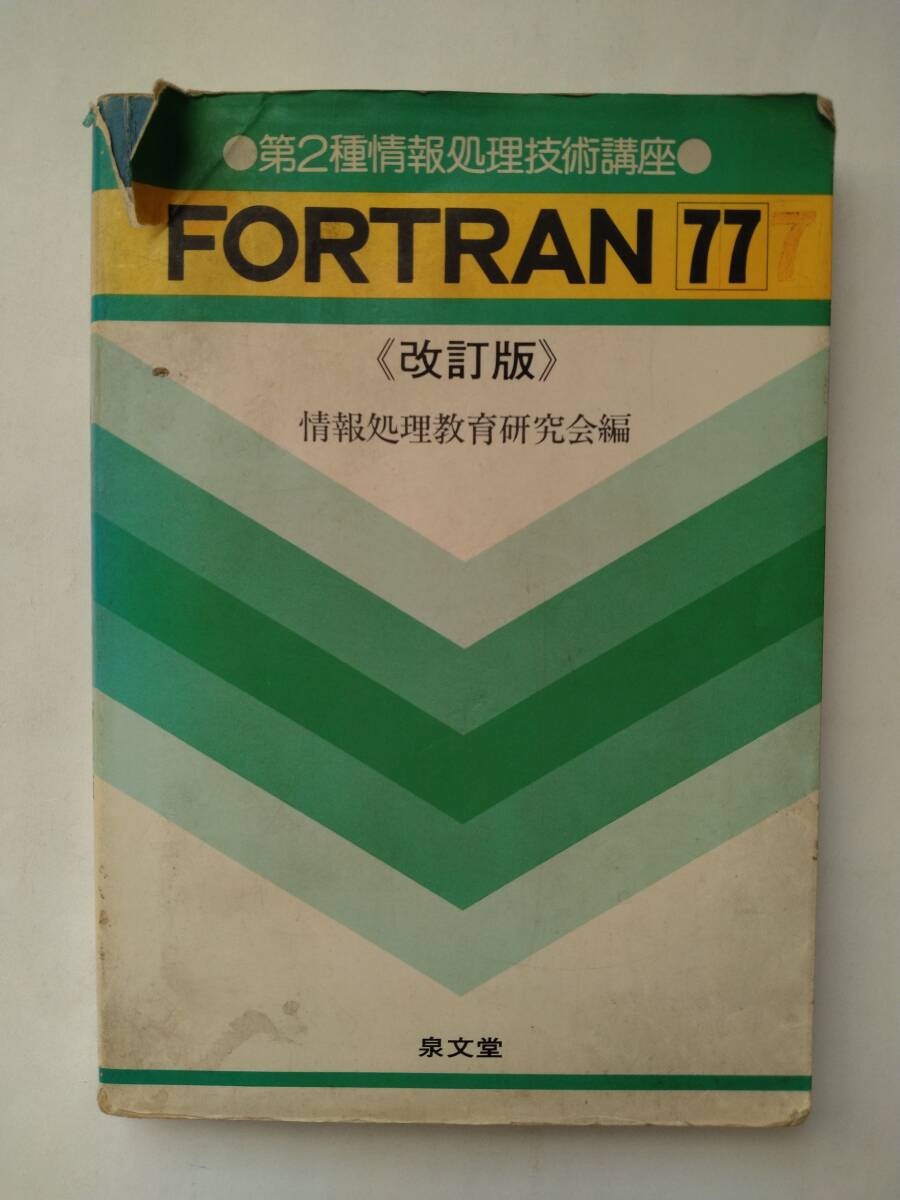 ●第2種情報処理技術講座●
FORTRAN 77 7
《改訂版》
情報処理教育研究会編
泉文堂